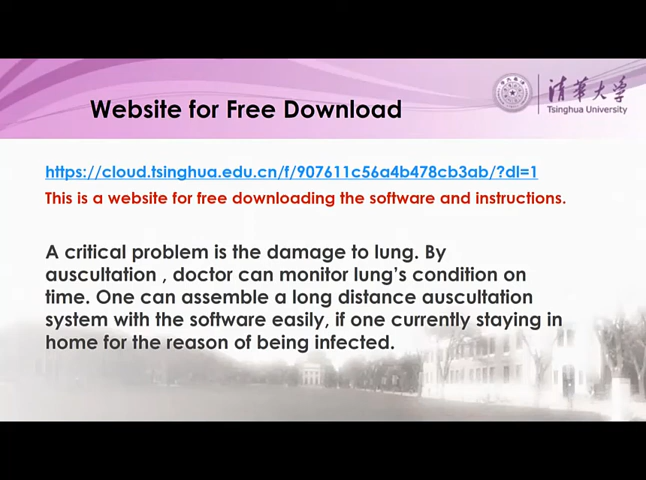 Website for Free Download
清华大学
Tsinghua University
https://cloud.tsinghua.edu.cn/f/907611c56a4b478cb3ab/?dl=1
This is a website for free downloading the software and instructions.
A critical problem is the damage to lung. By
auscultation , doctor can monitor lung's condition on
time. One can assemble a long distance auscultation
system with the software easily, if one currently staying in
home for the reason of being infected.